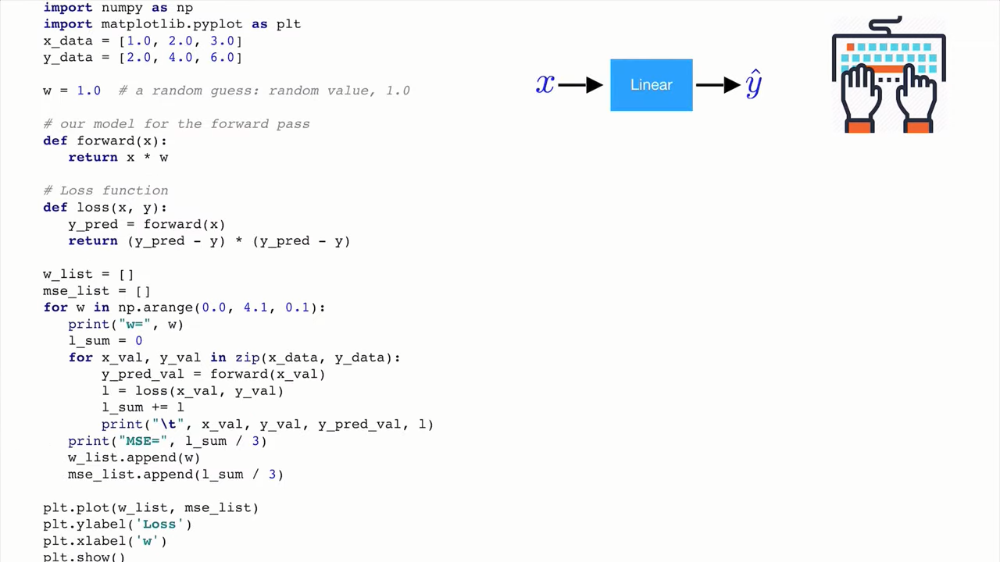 import numpy as np
import matplotlib.pyplot as plt
x_data = [1.0, 2.0, 3.0]
y_data = [2.0, 4.0, 6.0]
w = 1.0  # a random guess: random value, 1.0
# our model for the forward pass
def forward(x):
   return x * w
# Loss function
def loss(x, y):
   y_pred = forward(x)
   return (y_pred - y) * (y_pred - y)
w_list = []
mse_list = []
for w in np.arange(0.0, 4.1, 0.1):
   print("w=", w)
   l_sum = 0
   for x_val, y_val in zip(x_data, y_data):
       y_pred_val = forward(x_val)
       l = loss(x_val, y_val)
       l_sum += l
       print("\t", x_val, y_val, y_pred_val, l)
   print("MSE=", l_sum / 3)
   w_list.append(w)
   mse_list.append(l_sum / 3)
plt.plot(w_list, mse_list)
plt.ylabel('Loss')
plt.xlabel('w')
plt.show()
x Linear ŷ